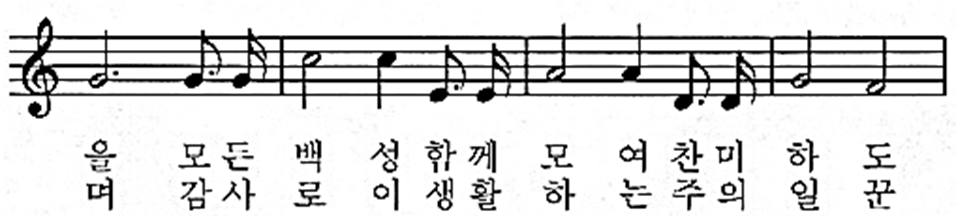 을 모든 백 성 함께 모 여 찬미 하 도
며 감사 로 이 생활 하 는 주의 일 꾼